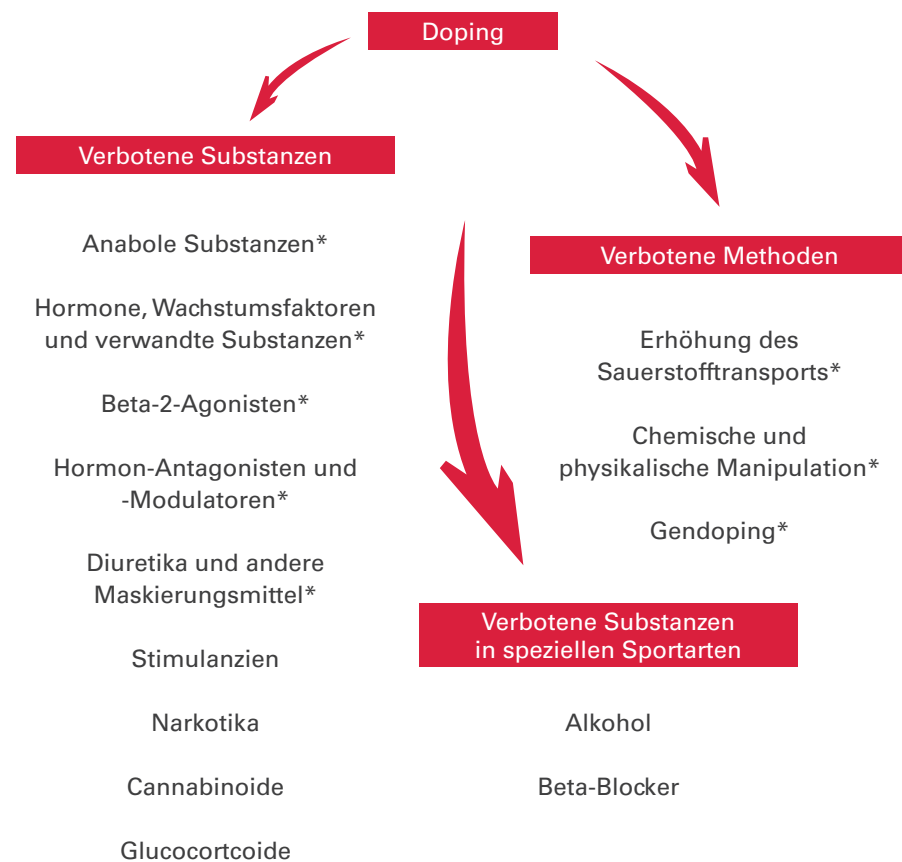 Doping
Verbotene Substanzen
Anabole Substanzen*
Hormone, Wachstumsfaktoren
und verwandte Substanzen*
Beta-2-Agonisten*
Hormon-Antagonisten und
-Modulatoren*
Diuretika und andere
Maskierungsmittel*
Stimulanzien
Narkotika
Cannabinoide
Glucocortcoide
Verbotene Methoden
Erhöhung des
Sauerstofftransports*
Chemische und
physikalische Manipulation*
Gendoping*
Verbotene Substanzen
in speziellen Sportarten
Alkohol
Beta-Blocker